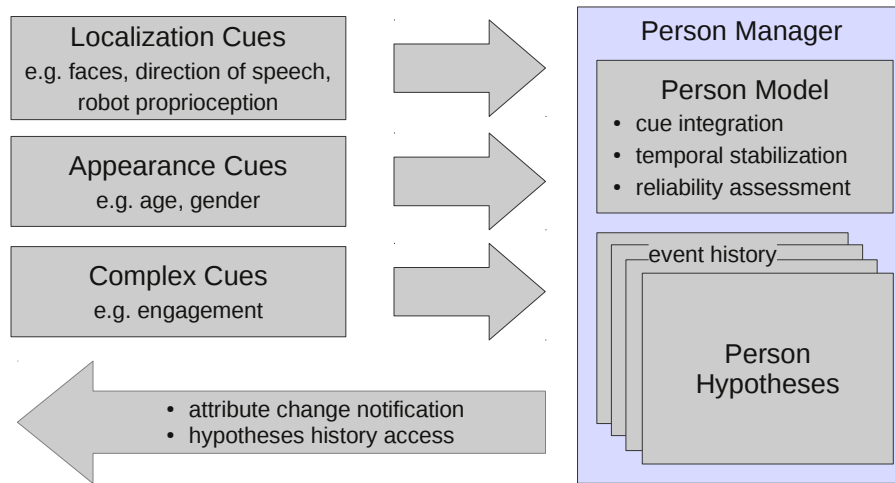 Localization Cues
e.g. faces, direction of speech,
robot proprioception
Appearance Cues
e.g. age, gender
Complex Cues
e.g. engagement
• attribute change notification
• hypotheses history access
Person Manager
Person Model
• cue integration
• temporal stabilization
• reliability assessment
event history
Person
Hypotheses